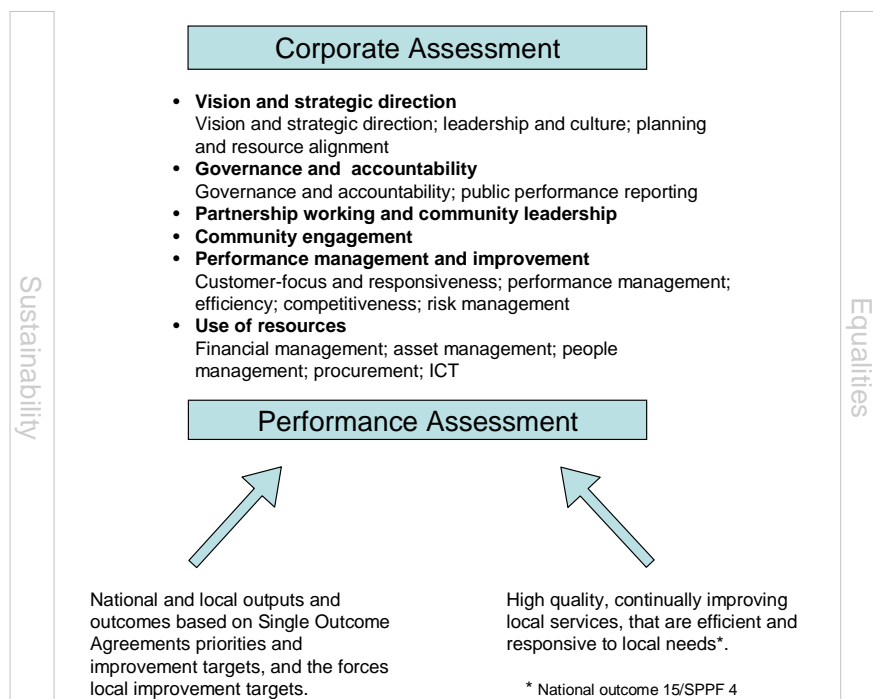 Corporate Assessment
• Vision and strategic direction
Vision and strategic direction; leadership and culture; planning
and resource alignment
• Governance and  accountability
Governance and accountability; public performance reporting
• Partnership working and community leadership
• Community engagement
• Performance management and improvement
Customer-focus and responsiveness; performance management;
efficiency; competitiveness; risk management
• Use of resources
Financial management; asset management; people
management; procurement; ICT
Sustainability
Equalities
Performance Assessment
National and local outputs and
outcomes based on Single Outcome
Agreements priorities and
improvement targets, and the forces
local improvement targets.
High quality, continually improving
local services, that are efficient and
responsive to local needs*.
* National outcome 15/SPPF 4